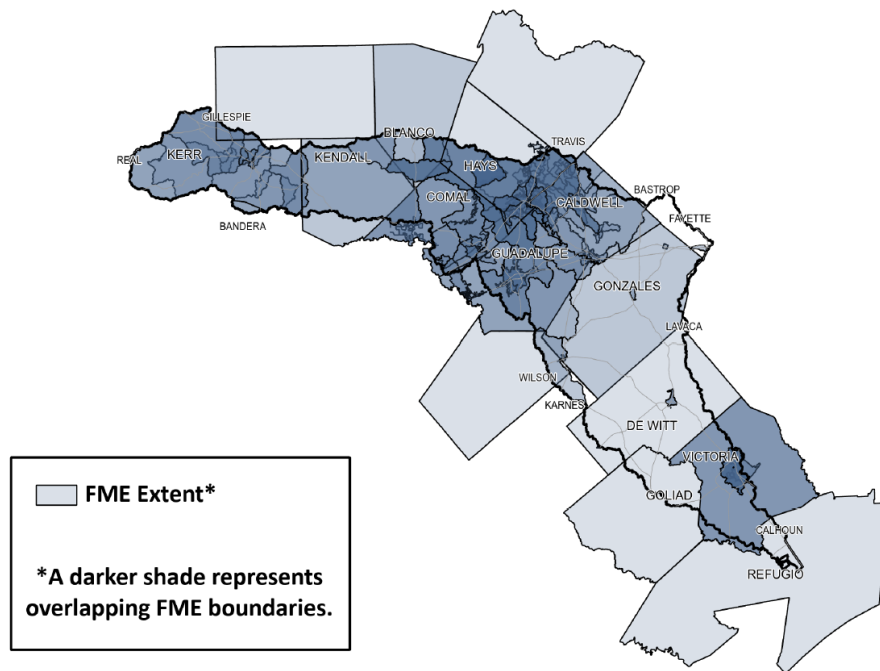 GILLESPIE
BLANCO
TRAVIS
REAL
KERR
KENDALL
HAYS
BASTROP
COMAL
CALDWELL
FAYETTE
BANDERA
GUADALUPE
GONZALES
LAVACA
WILSON
KARNES
DE WITT
VICTORIA
GOLIAD
CALHOUN
REFUGIO
FME Extent*
*A darker shade represents
overlapping FME boundaries.